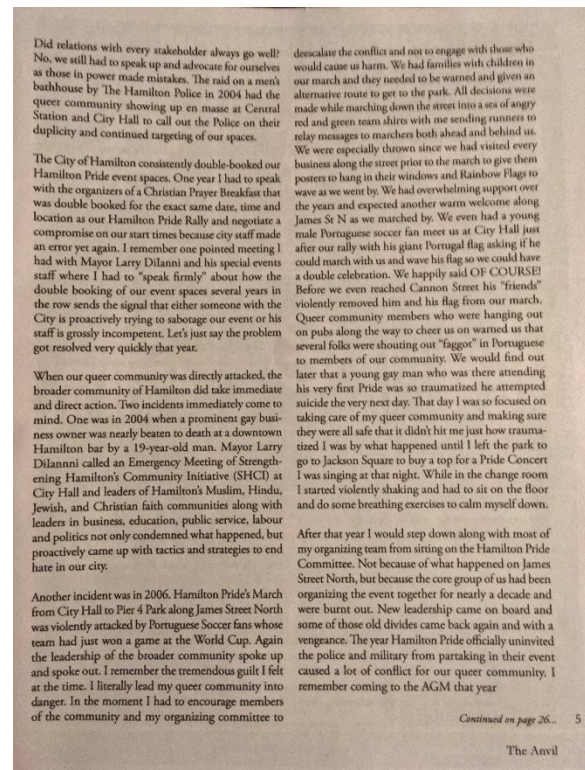 Did relations with every stakeholder always go well?
No, we still had to speak up and advocate for ourselves
as those in power made mistakes. The raid on a men's
bathhouse by The Hamilton Police in 2004 had the
queer community showing up en masse at Central
Station and City Hall to call out the Police on their
duplicity and continued targeting of our spaces.
The City of Hamilton consistently double-booked our
Hamilton Pride event spaces. One year I had to speak
with the organizers of a Christian Prayer Breakfast that
was double booked for the exact same date, time and
location as our Hamilton Pride Rally and negotiate a
compromise on our start times because city staff made
an error yet again. I remember one pointed meeting I
had with Mayor Larry DiIanni and his special events
staff where I had to "speak firmly" about how the
double booking of our event spaces several years in
the row sends the signal that either someone with the
City is proactively trying to sabotage our event or his
staff is grossly incompetent. Let's just say the problem
got resolved very quickly that year.
When our queer community was directly attacked, the
broader community of Hamilton did take immediate
and direct action. Two incidents immediately come to
mind. One was in 2004 when a prominent gay busi-
ness owner was nearly beaten to death at a downtown
Hamilton bar by a 19-year-old man. Mayor Larry
DiIannni called an Emergency Meeting of Strength-
ening Hamilton's Community Initiative (SHCI) at
City Hall and leaders of Hamilton's Muslim, Hindu,
Jewish, and Christian faith communities along with
leaders in business, education, public service, labour
and politics not only condemned what happened, but
proactively came up with tactics and strategies to end
hate in our city.
Another incident was in 2006. Hamilton Pride's March
from City Hall to Pier 4 Park along James Street North
was violently attacked by Portuguese Soccer fans whose
team had just won a game at the World Cup. Again
the leadership of the broader community spoke up
and spoke out. I remember the tremendous guilt I felt
at the time. I literally lead my queer community into
danger. In the moment I had to encourage members
of the community and my organizing committee to
deescalate the conflict and not to engage with those who
would cause us harm. We had families with children in
our march and they needed to be warned and given an
alternative route to get to the park. All decisions were
made while marching down the street into a sea of angry
red and green team shirts with me sending runners to
relay messages to marchers both ahead and behind us.
We were especially thrown since we had visited every
business along the street prior to the march to give them
posters to hang in their windows and Rainbow Flags to
wave as we went by. We had overwhelming support over
the years and expected another warm welcome along
James St N as we marched by. We even had a young
male Portuguese soccer fan meet us at City Hall just
after our rally with his giant Portugal flag asking if he
could march with us and wave his flag so we could have
a double celebration. We happily said OF COURSE!
Before we even reached Cannon Street his "friends"
violently removed him and his flag from our march.
Queer community members who were hanging out
on pubs along the way to cheer us on warned us that
several folks were shouting out "faggot" in Portuguese
to members of our community. We would find out
later that a young gay man who was there attending
his very first Pride was so traumatized he attempted
suicide the very next day. That day I was so focused on
taking care of my queer community and making sure
they were all safe that it didn't hit me just how trauma-
tized I was by what happened until I left the park to
go to Jackson Square to buy a top for a Pride Concert
I was singing at that night. While in the change room
I started violently shaking and had to sit on the floor
and do some breathing exercises to calm myself down.
After that year I would step down along with most of
my organizing team from sitting on the Hamilton Pride
Committee. Not because of what happened on James
Street North, but because the core group of us had been
organizing the event together for nearly a decade and
were burnt out. New leadership came on board and
some of those old divides came back again and with a
vengeance. The year Hamilton Pride officially uninvited
the police and military from partaking in their event
caused a lot of conflict for our queer community. I
remember coming to the AGM that year
Continued on page 26... 5
The Anvil